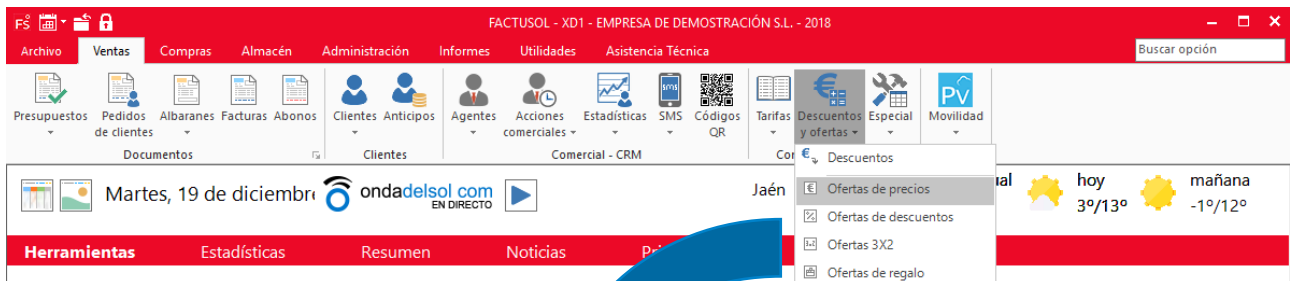 FS
FACTUSOL - XD1 - EMPRESA DE DEMOSTRACIÓN S.L. - 2018
Archivo Ventas Compras Almacén Administración Informes Utilidades Asistencia Técnica Buscar opción
Presupuestos Pedidos de clientes Albaranes Facturas Abonos
Documentos
Clientes Anticipos
Clientes
Agentes Acciones comerciales Estadísticas SMS Códigos QR
Comercial - CRM
Tarifas Descuentos y ofertas Especial
Movilidad
sms
PV
Descuentos
Ofertas de precios
Ofertas de descuentos
Ofertas 3X2
Ofertas de regalo
Martes, 19 de diciembre
ondadelsol com
EN DIRECTO
Jaén
hoy
3º/13º
mañana
-1º/12º
Herramientas Estadísticas Resumen Noticias